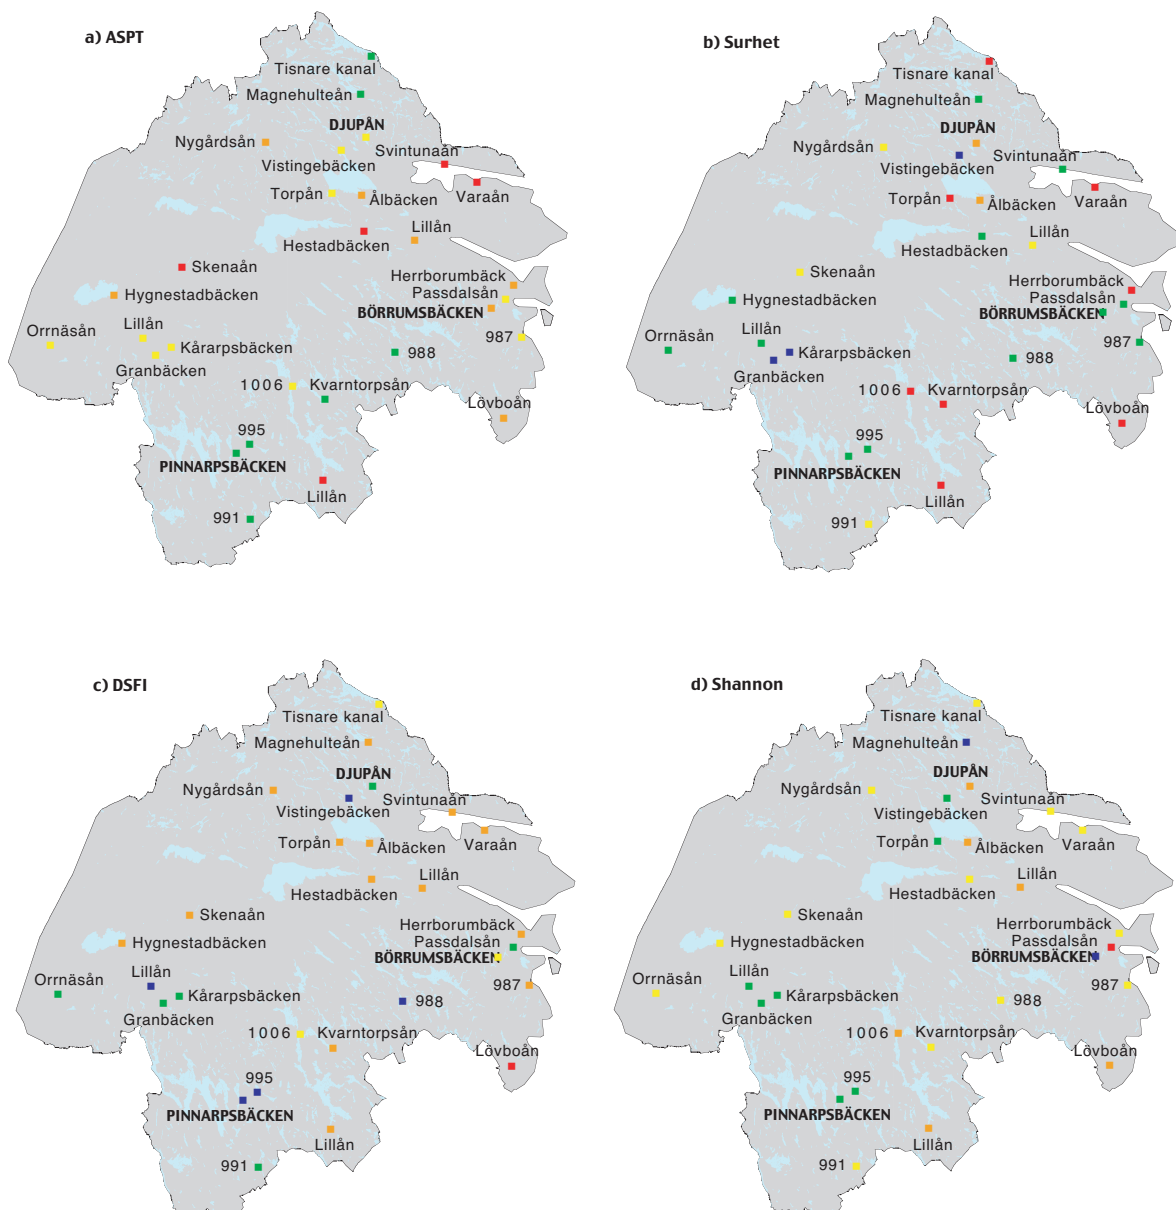 a) ASPT
Tisnare kanal
Magnehulteån
DJUPÅN
Nygårdsån
Svintunaån
Vistingebäcken
Torpån
Ålbäcken
Varaån
Lillån
Hestadbäcken
Skenaån
Herrborumbäck
Hygnestadbäcken
Passdalsån
BÖRRUMSBÄCKEN
Orrnäsån
Lillån
987
Kårarpsbäcken
988
Granbäcken
1006
Kvarntorpsån
Lövboån
995
PINNARPSBÄCKEN
Lillån
991
b) Surhet
Tisnare kanal
Magnehulteån
DJUPÅN
Nygårdsån
Svintunaån
Vistingebäcken
Torpån
Ålbäcken
Varaån
Lillån
Hestadbäcken
Skenaån
Herrborumbäck
Hygnestadbäcken
Passdalsån
BÖRRUMSBÄCKEN
Orrnäsån
Lillån
987
Kårarpsbäcken
988
Granbäcken
1006
Kvarntorpsån
Lövboån
995
PINNARPSBÄCKEN
Lillån
991
c) DSFI
Tisnare kanal
Magnehulteån
DJUPÅN
Nygårdsån
Svintunaån
Vistingebäcken
Torpån
Ålbäcken
Varaån
Lillån
Hestadbäcken
Skenaån
Herrborumbäck
Hygnestadbäcken
Passdalsån
BÖRRUMSBÄCKEN
Orrnäsån
Lillån
987
Kårarpsbäcken
988
Granbäcken
1006
Kvarntorpsån
Lövboån
995
PINNARPSBÄCKEN
Lillån
991
d) Shannon
Tisnare kanal
Magnehulteån
DJUPÅN
Nygårdsån
Svintunaån
Vistingebäcken
Torpån
Ålbäcken
Varaån
Lillån
Hestadbäcken
Skenaån
Herrborumbäck
Hygnestadbäcken
Passdalsån
BÖRRUMSBÄCKEN
Orrnäsån
Lillån
987
Kårarpsbäcken
988
Granbäcken
1006
Kvarntorpsån
Lövboån
995
PINNARPSBÄCKEN
Lillån
991